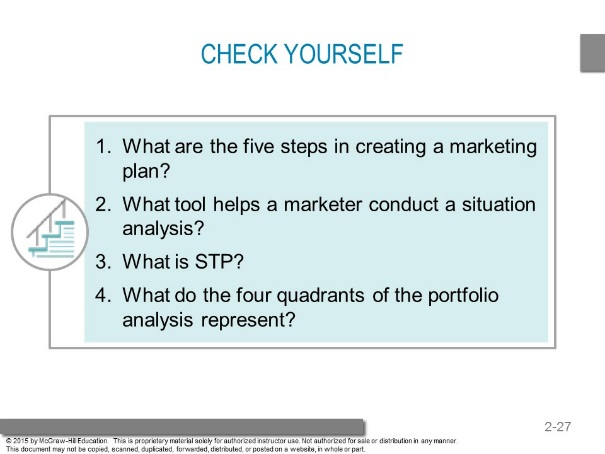 CHECK YOURSELF
1. What are the five steps in creating a marketing
plan?
2. What tool helps a marketer conduct a situation
analysis?
3. What is STP?
4. What do the four quadrants of the portfolio
analysis represent?
2-27
© 2015 by McGraw-Hill Education. This is proprietary material solely for authorized instructor use. Not authorized for sale or distribution in any manner.
This document may not be copied, scanned, duplicated, forwarded, distributed, or posted on a website, in whole or part.